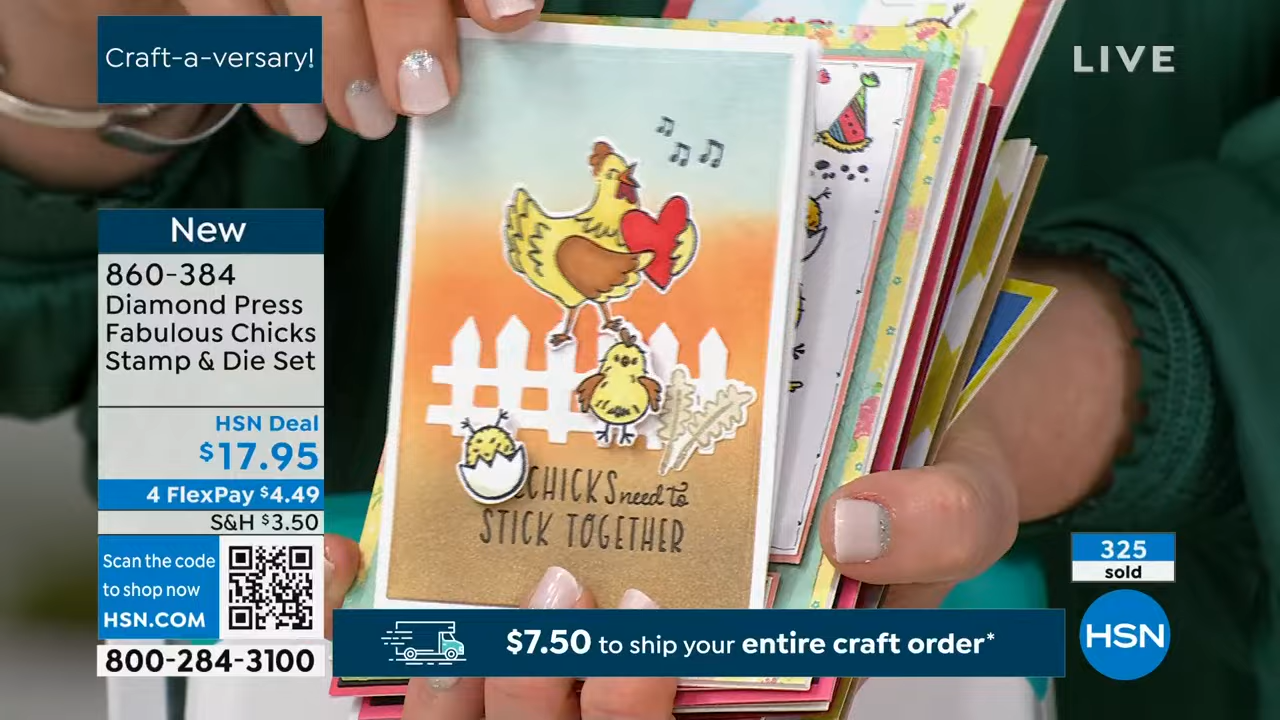 Craft-a-versary!
LIVE
New
860-384
Diamond Press
Fabulous Chicks
Stamp & Die Set
HSN Deal
$17.95
4 FlexPay $4.49
S&H $3.50
Scan the code
to shop now
HSN.COM
800-284-3100
CHICKS need to
STICK TOGETHER
$7.50 to ship your entire craft order*
325
sold
HSN